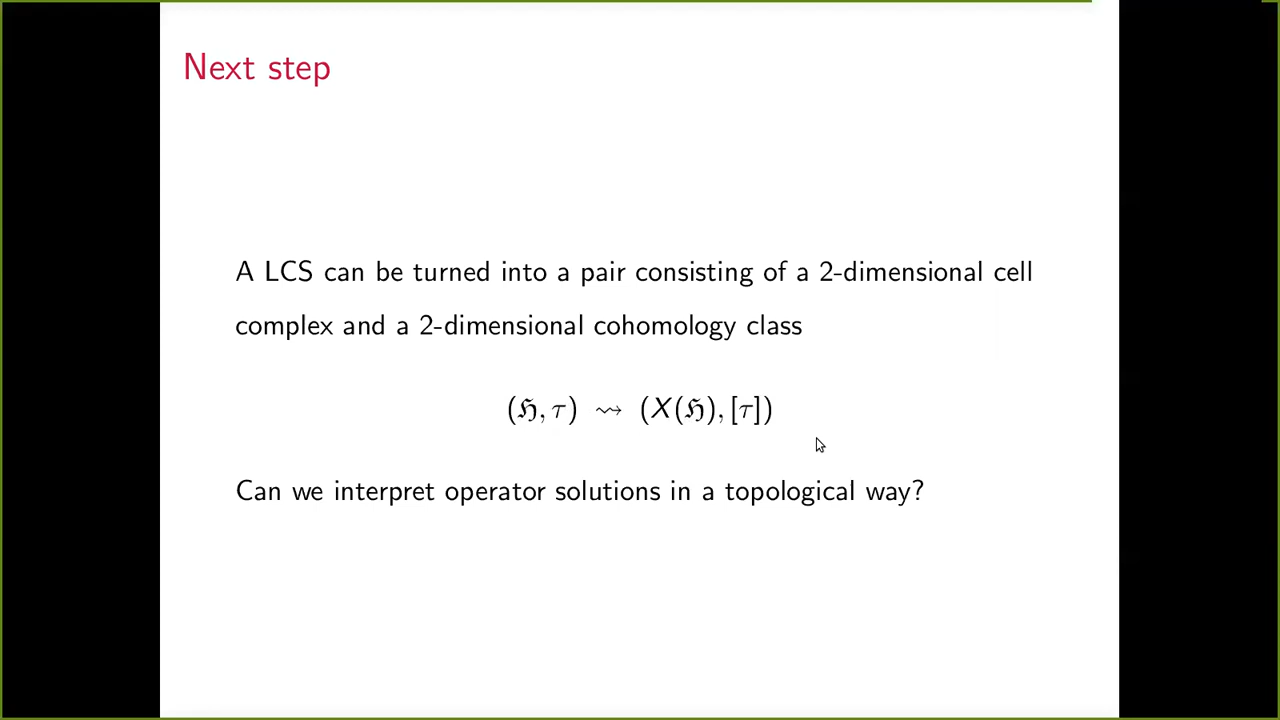 Next step
A LCS can be turned into a pair consisting of a 2-dimensional cell
complex and a 2-dimensional cohomology class
(ℌ, τ) ⇝ (X(ℌ), [τ])
Can we interpret operator solutions in a topological way?